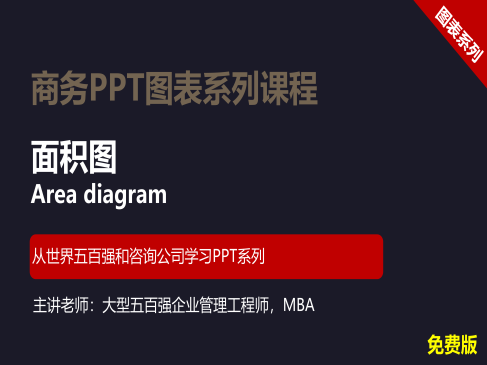 图表系列
商务PPT图表系列课程
面积图
Area diagram
从世界五百强和咨询公司学习PPT系列
主讲老师：大型五百强企业管理工程师，MBA
免费版